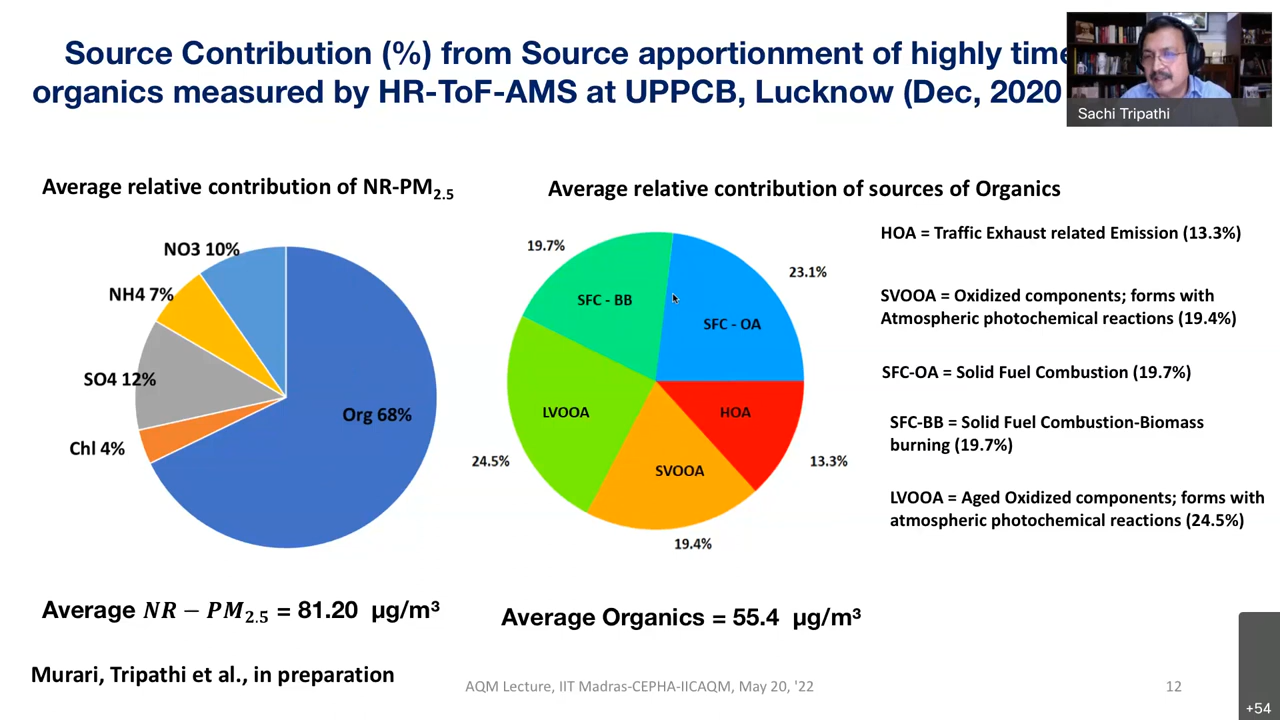 Source Contribution (%) from Source apportionment of highly time
organics measured by HR-ToF-AMS at UPPCB, Lucknow (Dec, 2020
Sachi Tripathi
Average relative contribution of NR-PM2.5
NO3 10%
NH4 7%
SO4 12%
Chl 4%
Org 68%
Average relative contribution of sources of Organics
19.7%
23.1%
SFC - BB
SFC - OA
LVOOA
HOA
SVOOA
24.5%
13.3%
19.4%
HOA = Traffic Exhaust related Emission (13.3%)
SVOOA = Oxidized components; forms with
Atmospheric photochemical reactions (19.4%)
SFC-OA = Solid Fuel Combustion (19.7%)
SFC-BB = Solid Fuel Combustion-Biomass
burning (19.7%)
LVOOA = Aged Oxidized components; forms with
atmospheric photochemical reactions (24.5%)
Average NR − PM2.5 = 81.20 µg/m³
Average Organics = 55.4 µg/m³
Murari, Tripathi et al., in preparation
AQM Lecture, IIT Madras-CEPHA-IICAQM, May 20, '22
12
+54